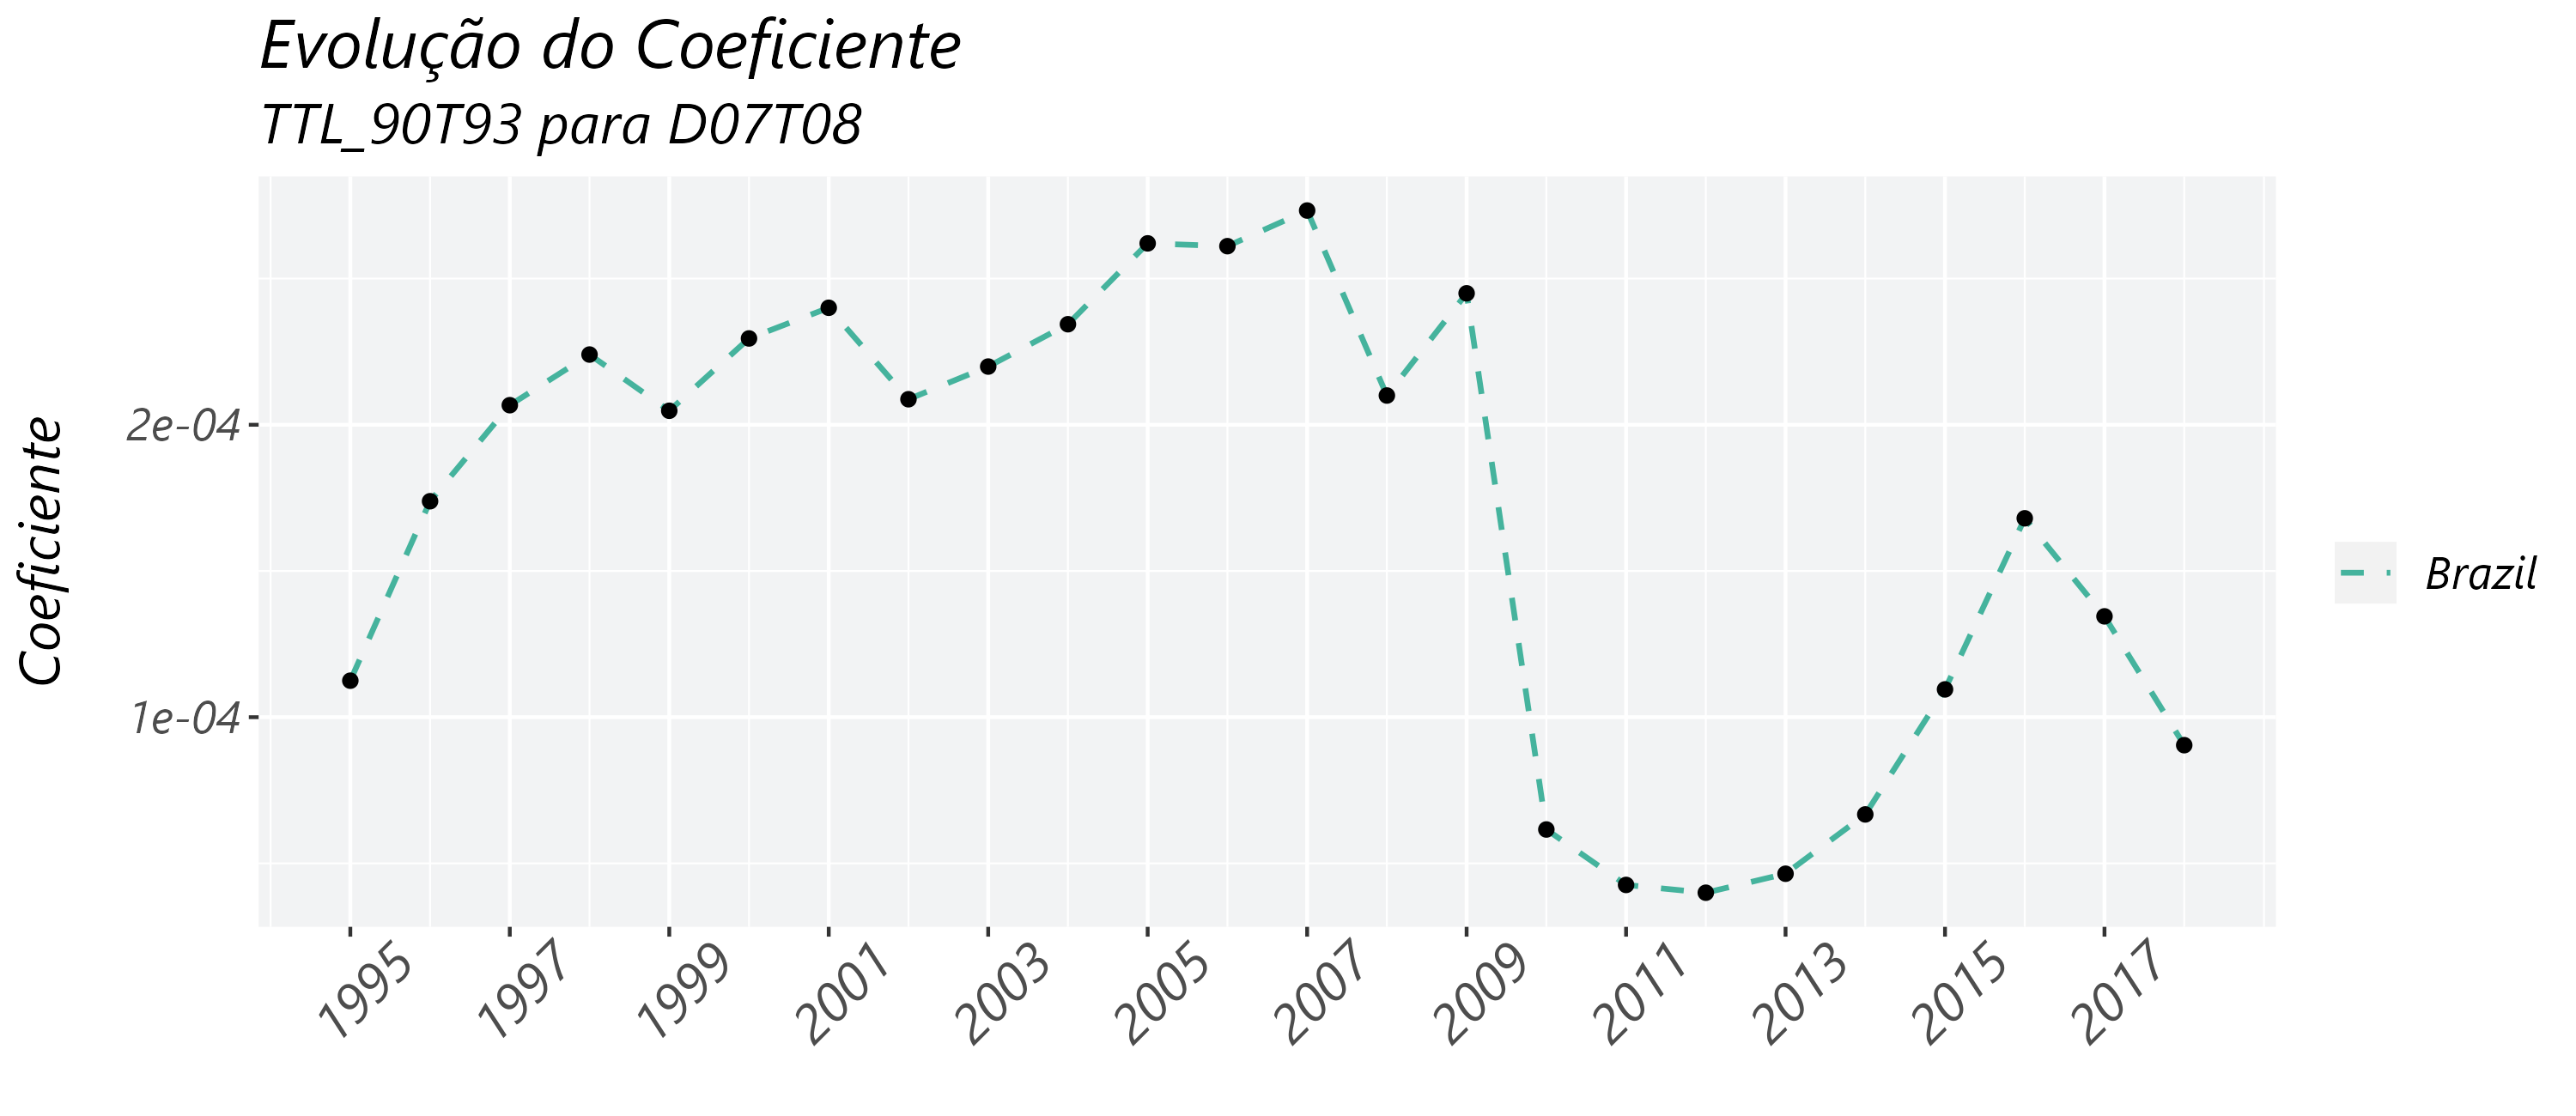 Evolução do Coeficiente
TTL_90T93 para D07T08
Coeficiente
2e-04
1e-04
1995
1997
1999
2001
2003
2005
2007
2009
2011
2013
2015
2017
Brazil